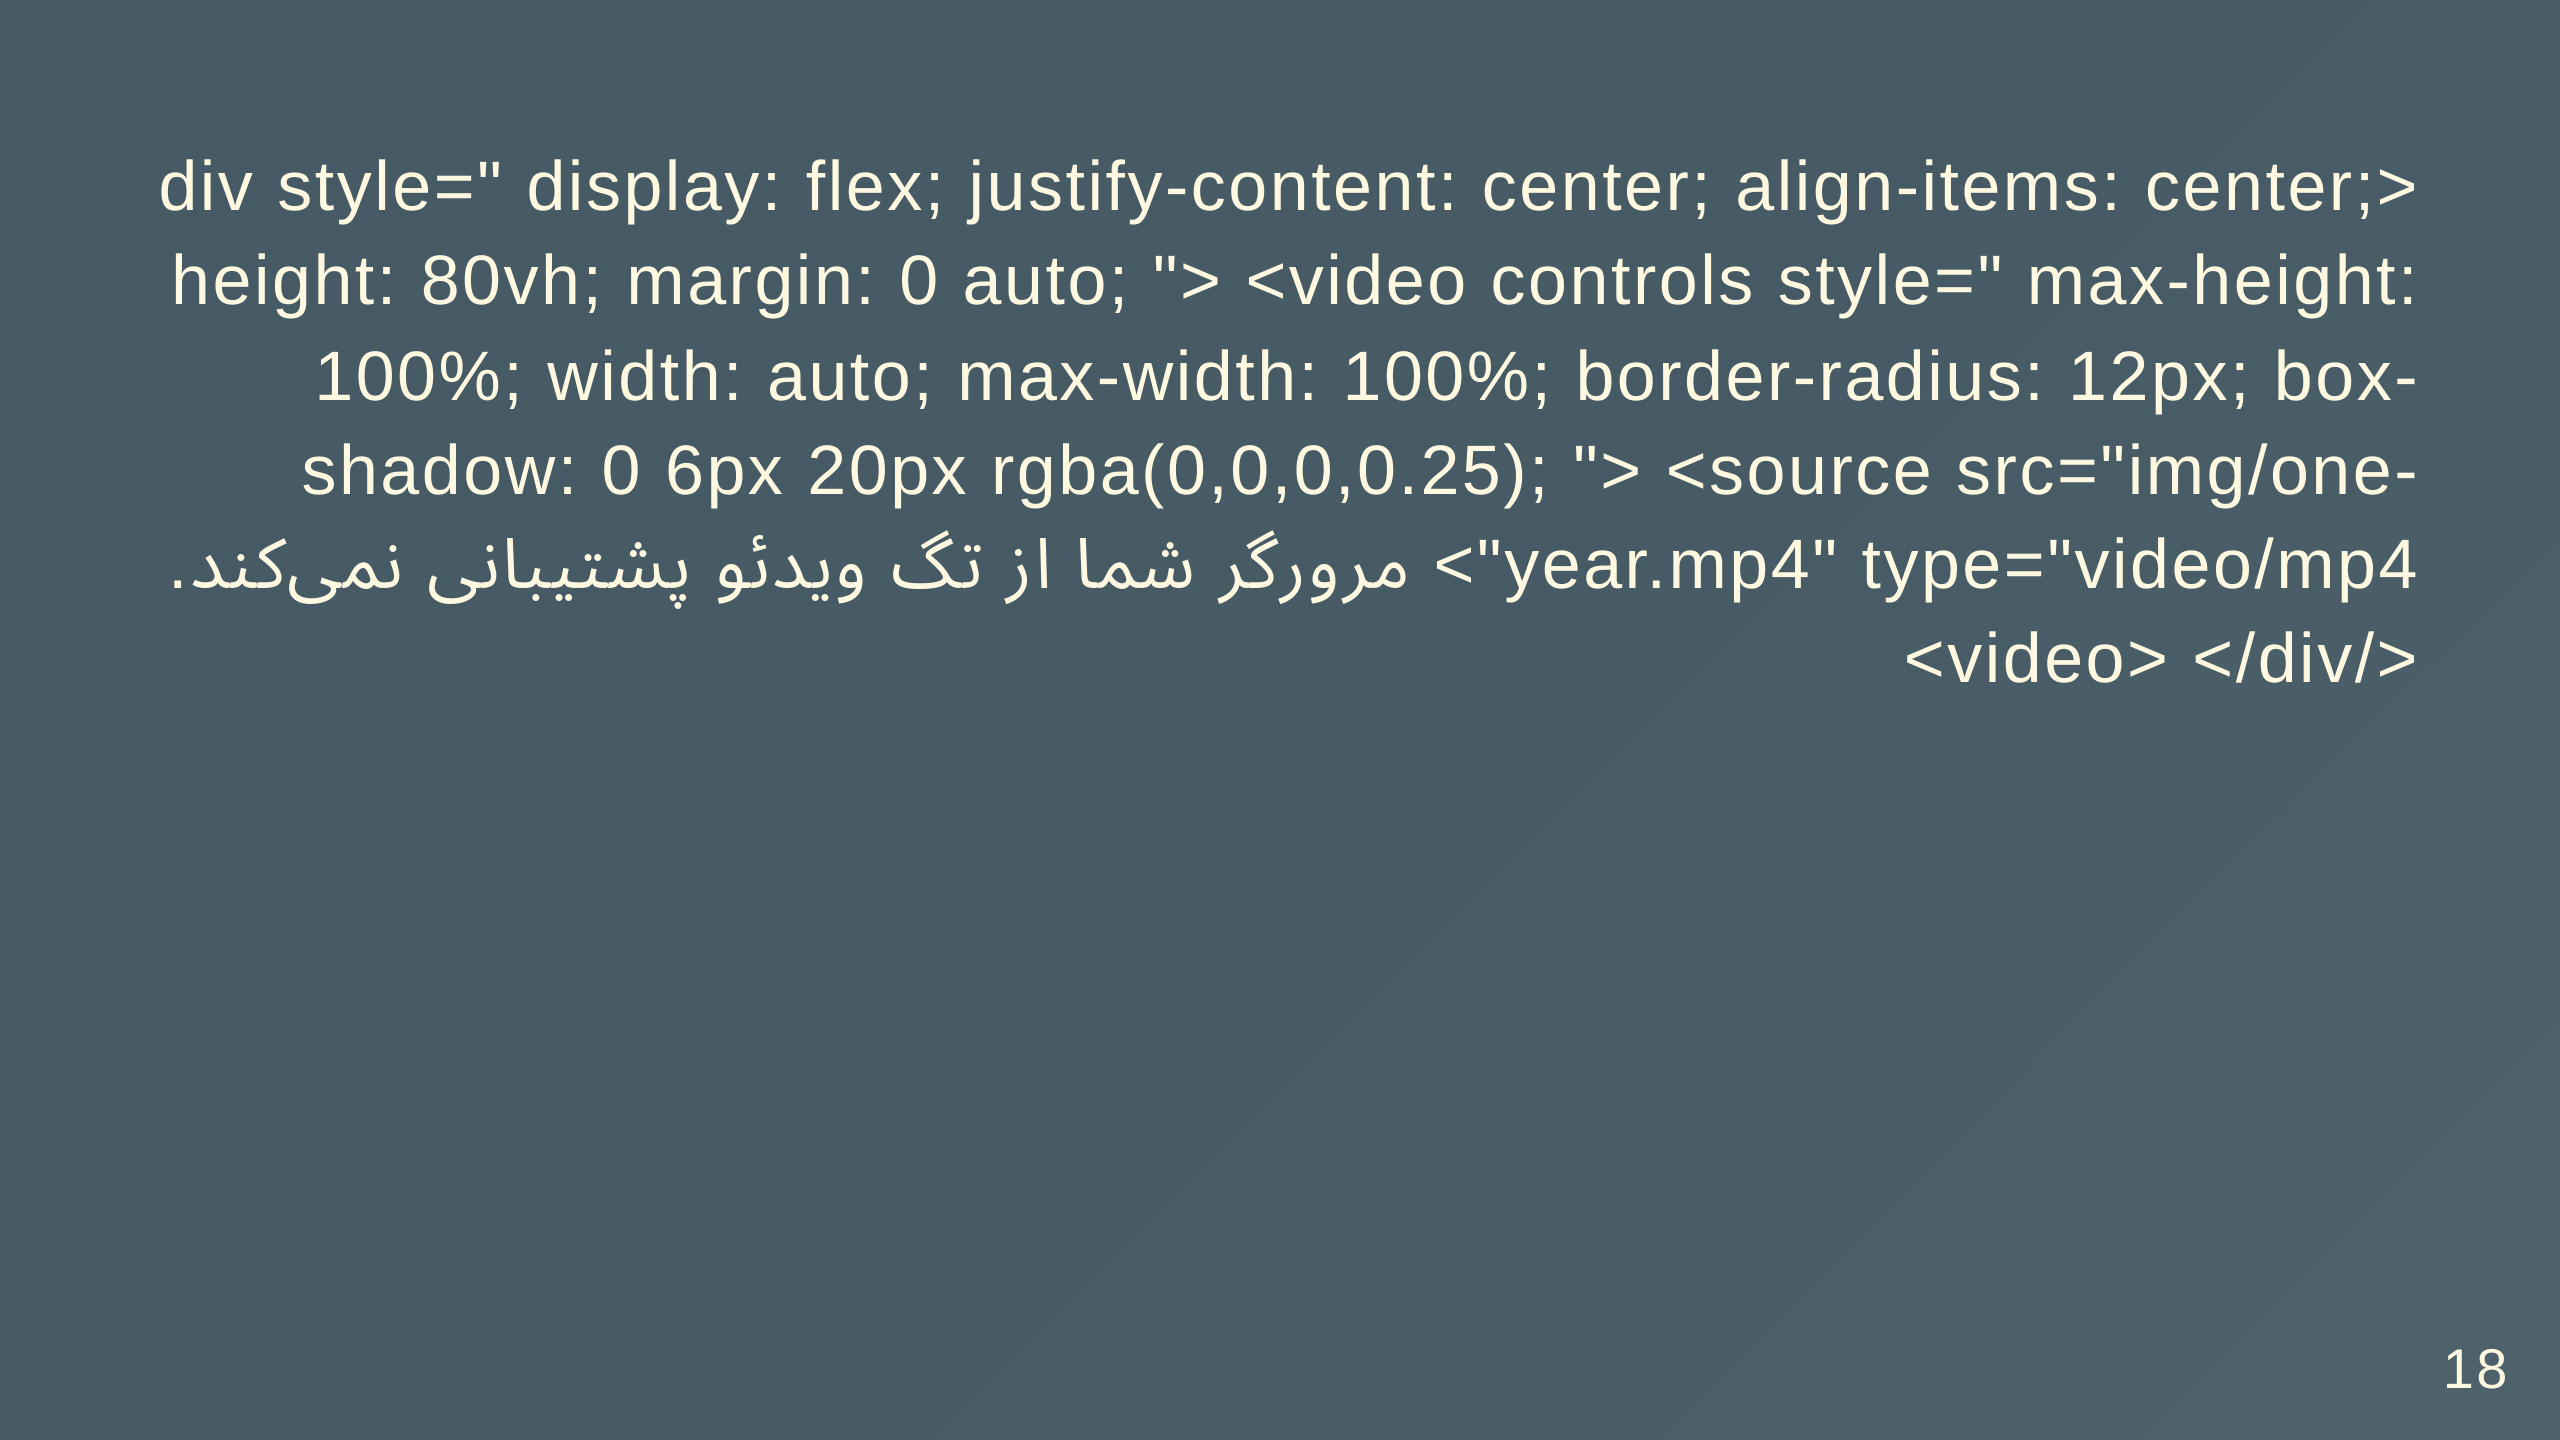 <div style=" display: flex; justify-content: center; align-items: center;
height: 80vh; margin: 0 auto; "> <video controls style=" max-height:
100%; width: auto; max-width: 100%; border-radius: 12px; box-
shadow: 0 6px 20px rgba(0,0,0,0.25); "> <source src="img/one-
year.mp4" type="video/mp4"> مرورگر شما از تگ ویدئو پشتیبانی نمی‌کند.
</video> </div>
18